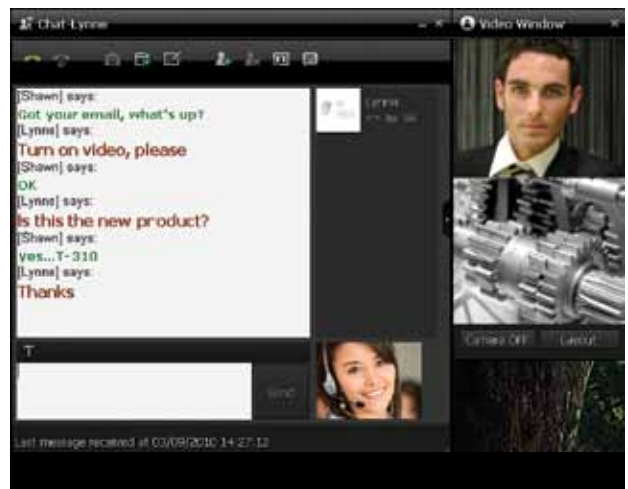 Chat-Lynne
Video Window
[Shawn] says:
Got your email, what's up?
[Lynne] says:
Turn on video, please
[Shawn] says:
OK
[Lynne] says:
Is this the new product?
[Shawn] says:
yes...T-310
[Lynne] says:
Thanks
Lynne
Camera OFF
Layout
T
Send
Last message received at 03/09/2010 14:27:12